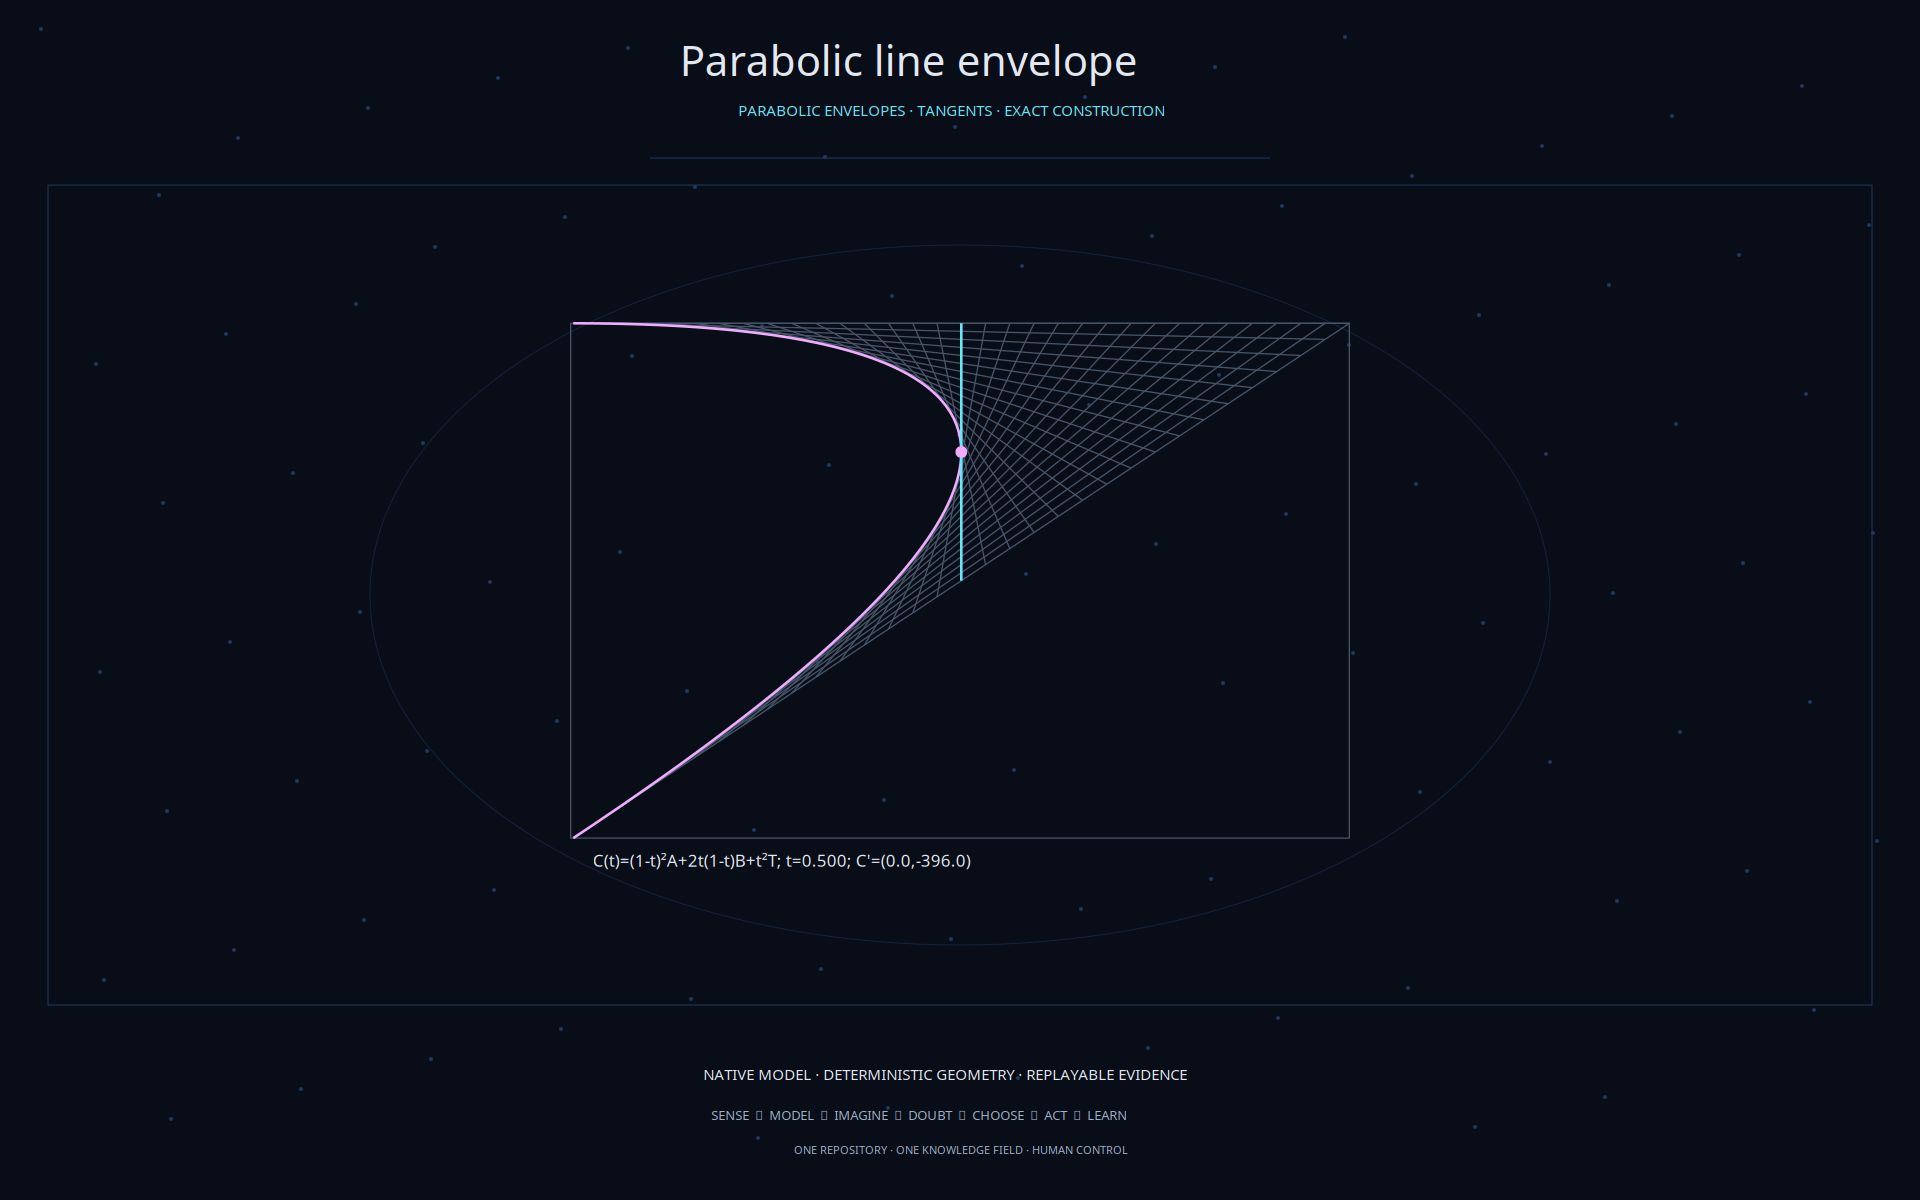 Parabolic line envelope
PARABOLIC ENVELOPES · TANGENTS · EXACT CONSTRUCTION
C(t)=(1-t)²A+2t(1-t)B+t²T; t=0.500; C'=(0.0,-396.0)
NATIVE MODEL · DETERMINISTIC GEOMETRY · REPLAYABLE EVIDENCE
SENSE ▯ MODEL ▯ IMAGINE ▯ DOUBT ▯ CHOOSE ▯ ACT ▯ LEARN
ONE REPOSITORY · ONE KNOWLEDGE FIELD · HUMAN CONTROL